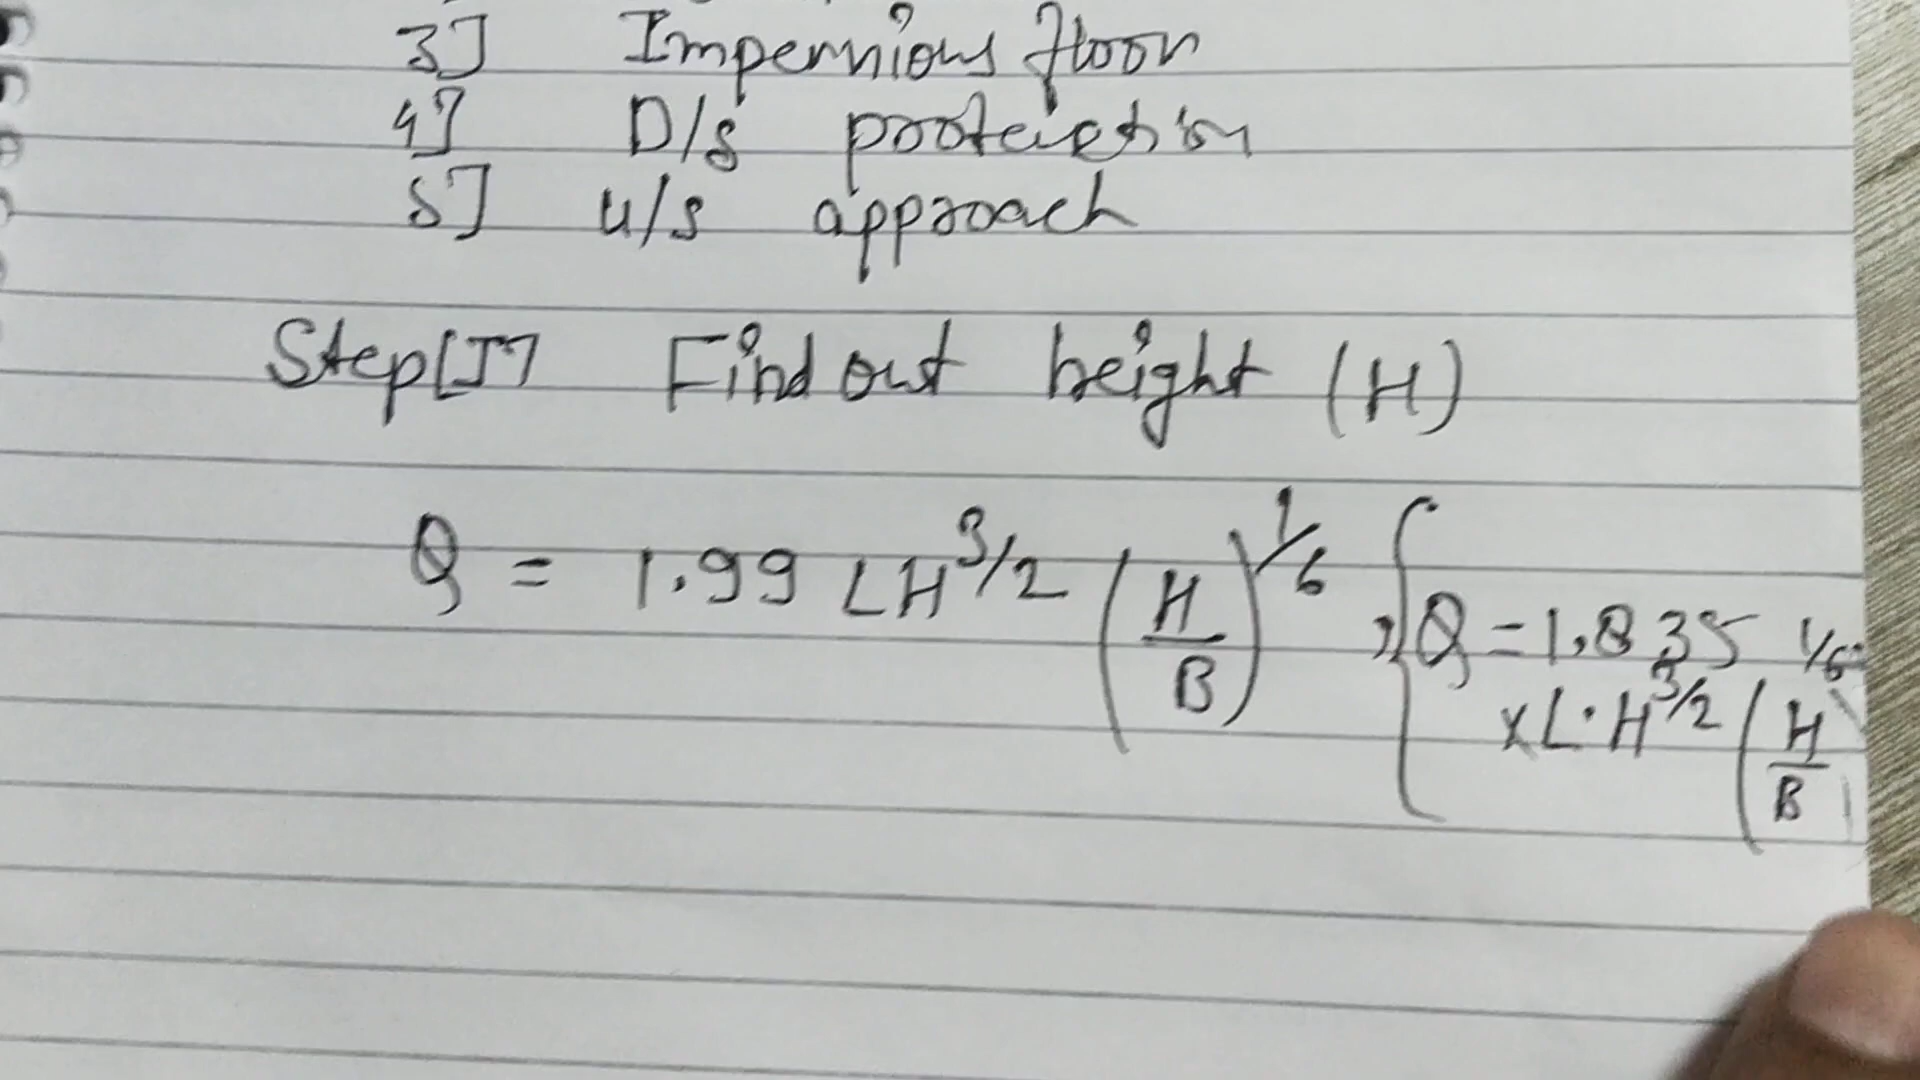 3] Impervious floor
4] D/s protection
5] u/s approach
Step[I] Find out height (H)
Q = 1.99 LH^3/2 (H/B)^1/6 , { Q = 1.835
× L · H^3/2 (H/B)^1/6